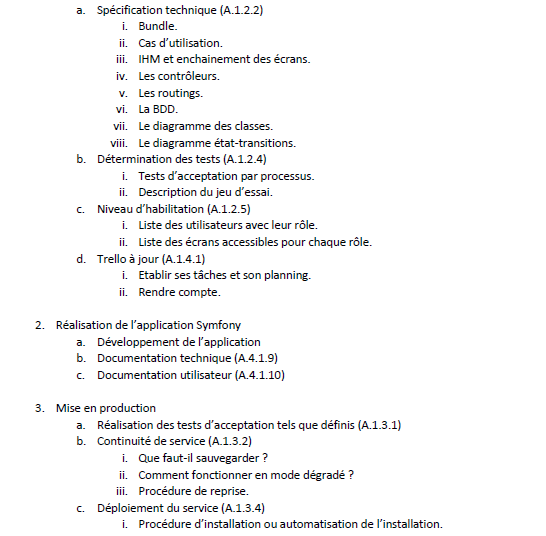 a. Spécification technique (A.1.2.2)
i. Bundle.
ii. Cas d'utilisation.
iii. IHM et enchainement des écrans.
iv. Les contrôleurs.
v. Les routings.
vi. La BDD.
vii. Le diagramme des classes.
viii. Le diagramme état-transitions.
b. Détermination des tests (A.1.2.4)
i. Tests d'acceptation par processus.
ii. Description du jeu d'essai.
c. Niveau d'habilitation (A.1.2.5)
i. Liste des utilisateurs avec leur rôle.
ii. Liste des écrans accessibles pour chaque rôle.
d. Trello à jour (A.1.4.1)
i. Etablir ses tâches et son planning.
ii. Rendre compte.
2. Réalisation de l'application Symfony
a. Développement de l'application
b. Documentation technique (A.4.1.9)
c. Documentation utilisateur (A.4.1.10)
3. Mise en production
a. Réalisation des tests d'acceptation tels que définis (A.1.3.1)
b. Continuité de service (A.1.3.2)
i. Que faut-il sauvegarder ?
ii. Comment fonctionner en mode dégradé ?
iii. Procédure de reprise.
c. Déploiement du service (A.1.3.4)
i. Procédure d'installation ou automatisation de l'installation.